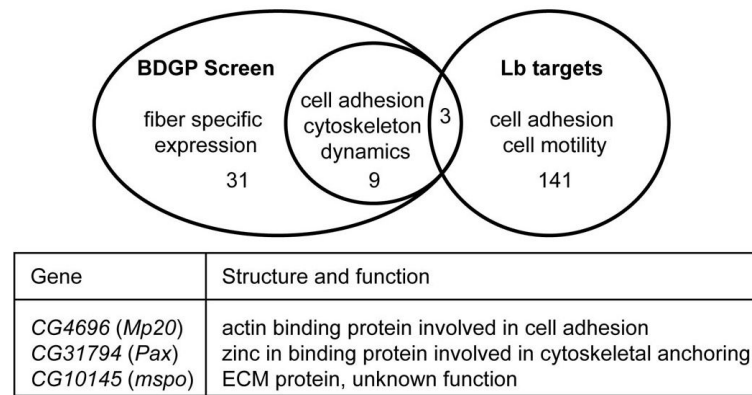 BDGP Screen
fiber specific
expression
31
cell adhesion
cytoskeleton
dynamics
9
3
Lb targets
cell adhesion
cell motility
141
Gene Structure and function
CG4696 (Mp20) actin binding protein involved in cell adhesion
CG31794 (Pax) zinc in binding protein involved in cytoskeletal anchoring
CG10145 (mspo) ECM protein, unknown function